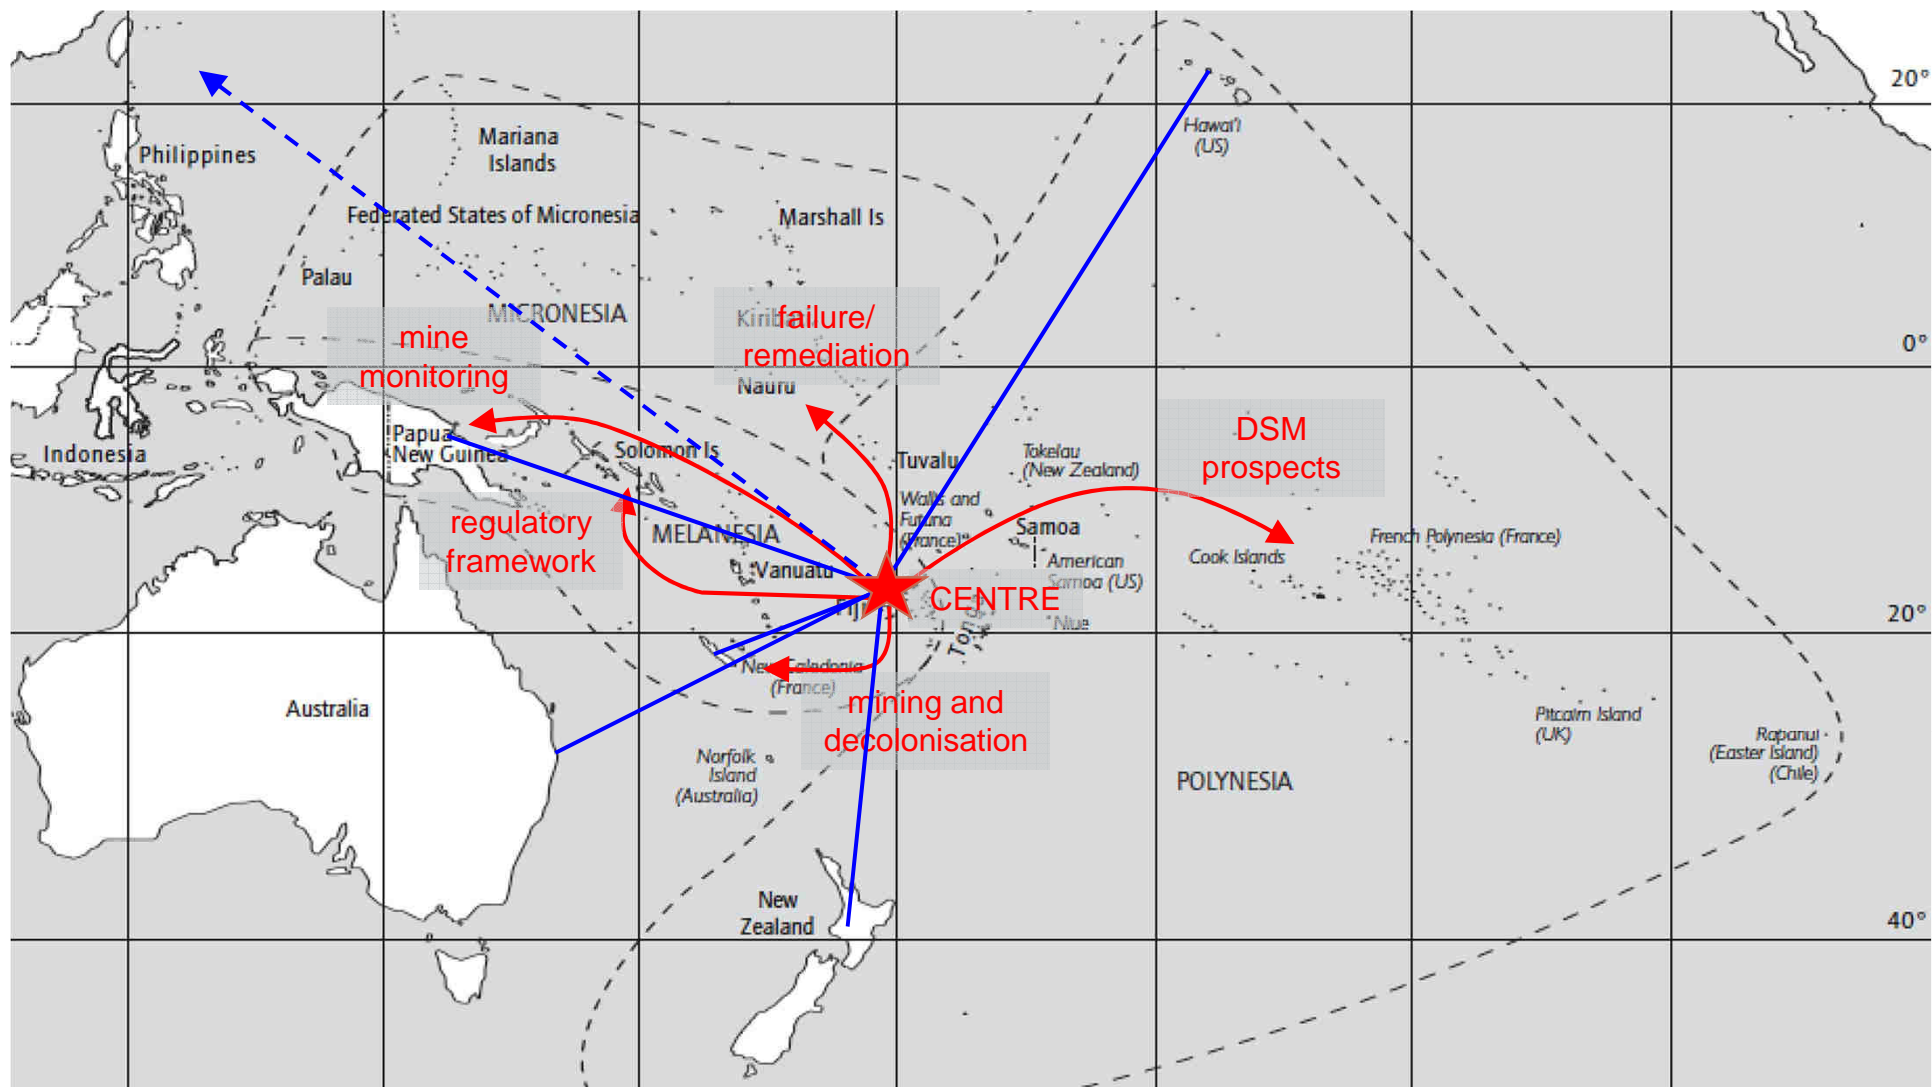 20°
Hawai'i
(US)
Mariana
Islands
Philippines
Federated States of Micronesia
Marshall Is
Palau
MICRONESIA
Kiribati
failure/
remediation
mine
monitoring
0°
Nauru
Papua
New Guinea
Indonesia
Solomon Is
Tuvalu
Tokelau
(New Zealand)
DSM
prospects
regulatory
framework
MELANESIA
Wallis and
Futuna
(France)
Samoa
American
Samoa (US)
Cook Islands
French Polynesia (France)
Vanuatu
Fiji
CENTRE
Tonga
Niue
20°
New Caledonia
(France)
mining and
decolonisation
Australia
Norfolk
Island
(Australia)
POLYNESIA
Pitcairn Island
(UK)
Rapanui
(Easter Island)
(Chile)
New
Zealand
40°